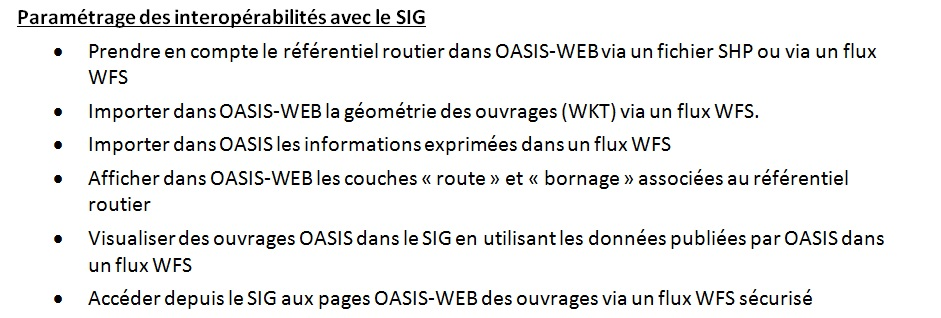 Paramétrage des interopérabilités avec le SIG
• Prendre en compte le référentiel routier dans OASIS-WEB via un fichier SHP ou via un flux
WFS
• Importer dans OASIS-WEB la géométrie des ouvrages (WKT) via un flux WFS.
• Importer dans OASIS les informations exprimées dans un flux WFS
• Afficher dans OASIS-WEB les couches « route » et « bornage » associées au référentiel
routier
• Visualiser des ouvrages OASIS dans le SIG en utilisant les données publiées par OASIS dans
un flux WFS
• Accéder depuis le SIG aux pages OASIS-WEB des ouvrages via un flux WFS sécurisé